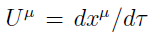 U^μ = dx^μ/dτ